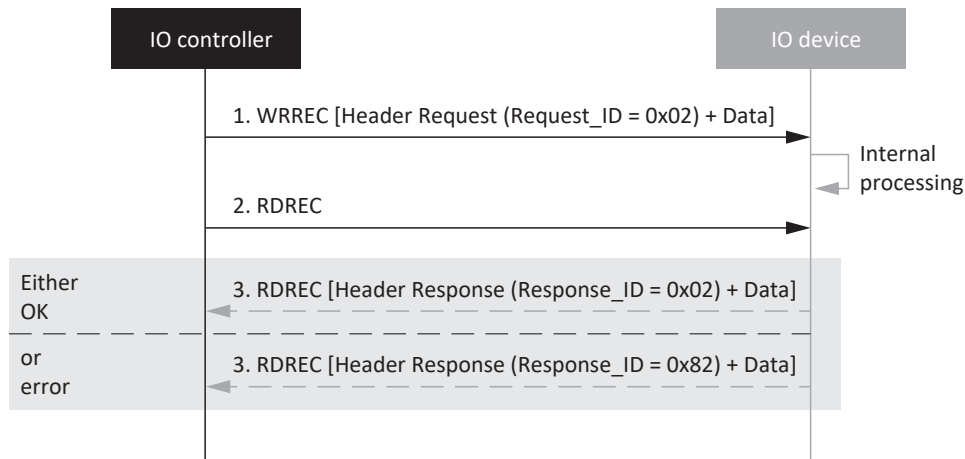 IO controller
IO device
1. WRREC [Header Request (Request_ID = 0x02) + Data]
Internal
processing
2. RDREC
Either
OK
3. RDREC [Header Response (Response_ID = 0x02) + Data]
or
error
3. RDREC [Header Response (Response_ID = 0x82) + Data]